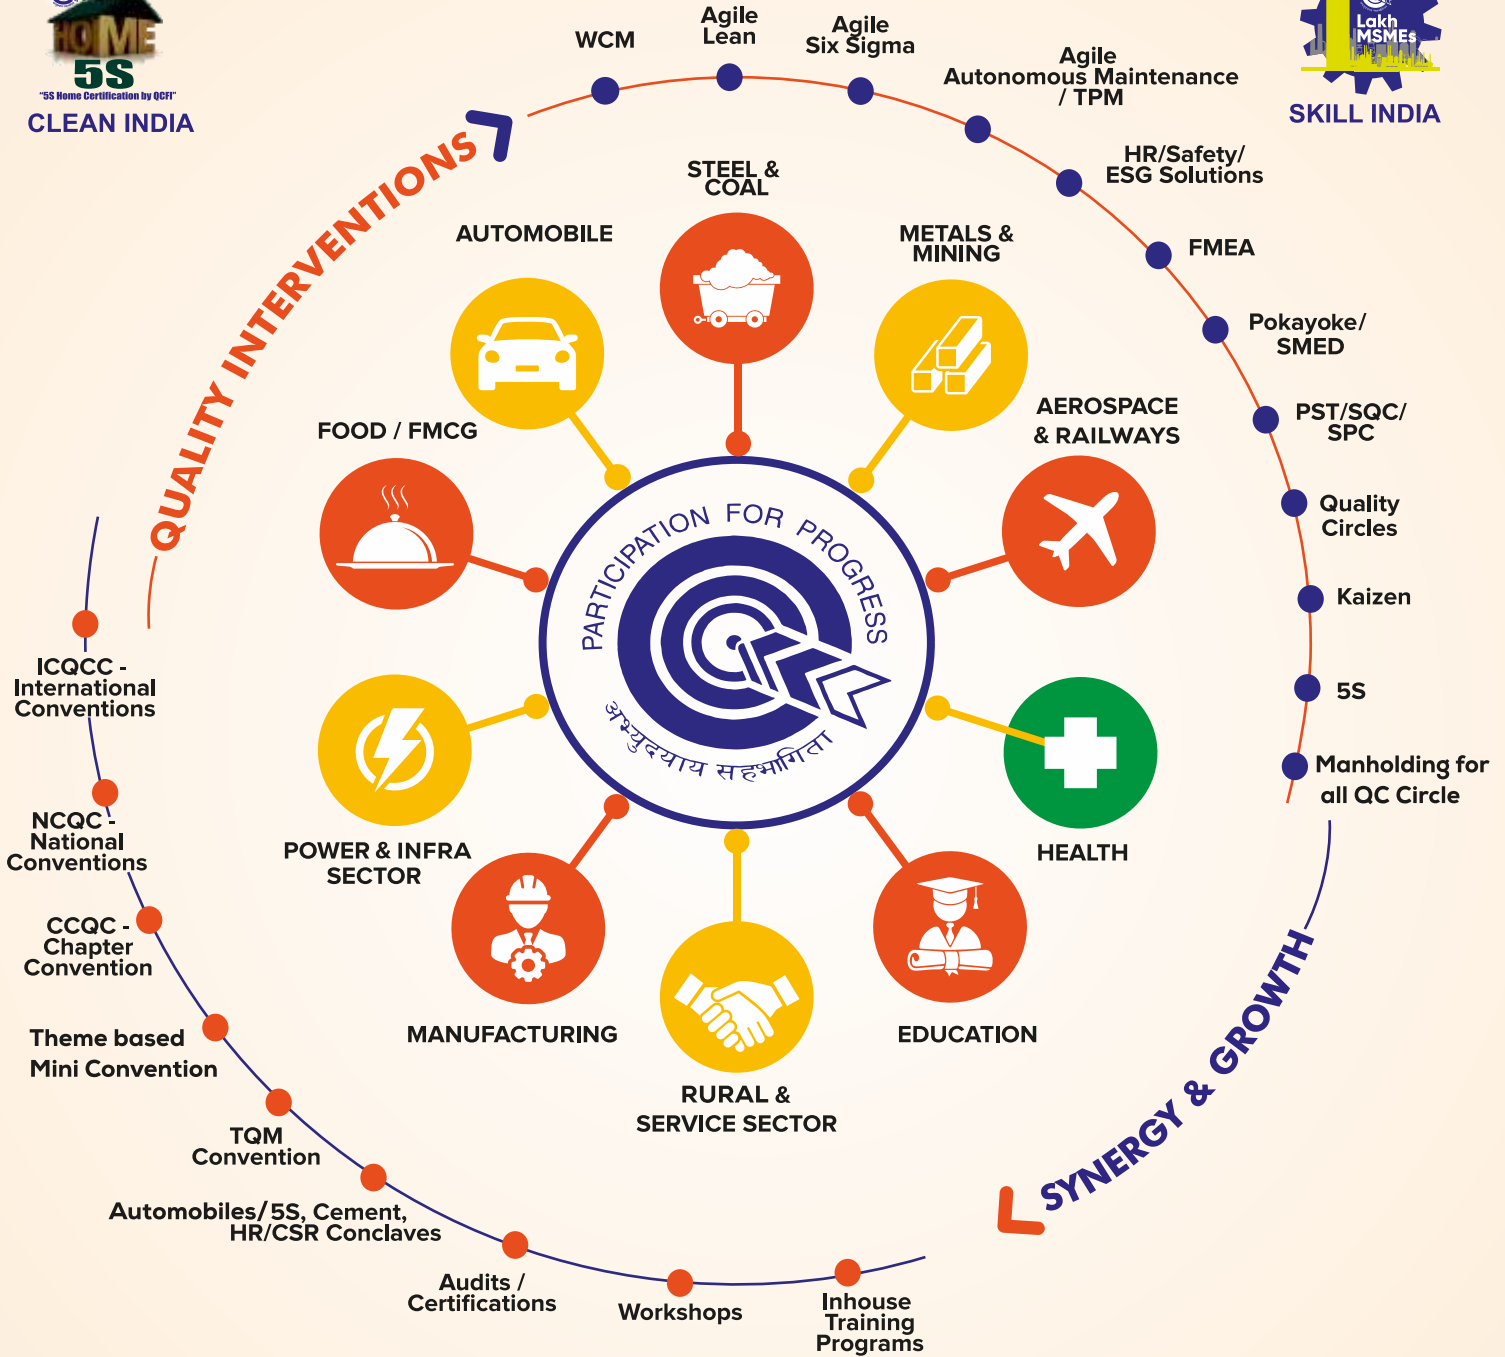 HOME
5S
"5S Home Certification by QCFI"
CLEAN INDIA
Lakh
MSMEs
SKILL INDIA
QUALITY INTERVENTIONS
WCM
Agile
Lean
Agile
Six Sigma
Agile
Autonomous Maintenance
/ TPM
HR/Safety/
ESG Solutions
FMEA
Pokayoke/
SMED
PST/SQC/
SPC
Quality
Circles
Kaizen
5S
Manholding for
all QC Circle
STEEL &
COAL
AUTOMOBILE
METALS &
MINING
FOOD / FMCG
AEROSPACE
& RAILWAYS
PARTICIPATION FOR PROGRESS
अभ्युदयाय सहभागिता
POWER & INFRA
SECTOR
HEALTH
MANUFACTURING
EDUCATION
RURAL &
SERVICE SECTOR
SYNERGY & GROWTH
ICQCC -
International
Conventions
NCQC -
National
Conventions
CCQC -
Chapter
Convention
Theme based
Mini Convention
TQM
Convention
Automobiles/5S, Cement,
HR/CSR Conclaves
Audits /
Certifications
Workshops
Inhouse
Training
Programs